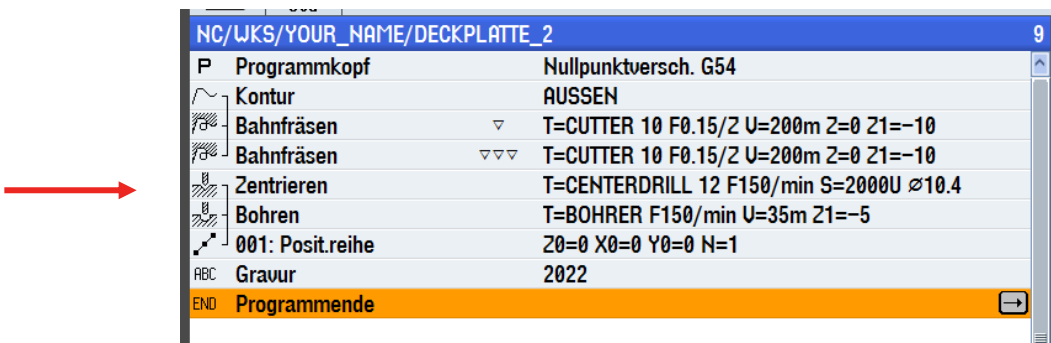 NC/WKS/YOUR_NAME/DECKPLATTE_2 9
P Programmkopf Nullpunktversch. G54
Kontur AUSSEN
Bahnfräsen ▽ T=CUTTER 10 F0.15/Z V=200m Z=0 Z1=-10
Bahnfräsen ▽▽▽ T=CUTTER 10 F0.15/Z V=200m Z=0 Z1=-10
Zentrieren T=CENTERDRILL 12 F150/min S=2000U ⌀10.4
Bohren T=BOHRER F150/min V=35m Z1=-5
001: Posit.reihe Z0=0 X0=0 Y0=0 N=1
ABC Gravur 2022
END Programmende